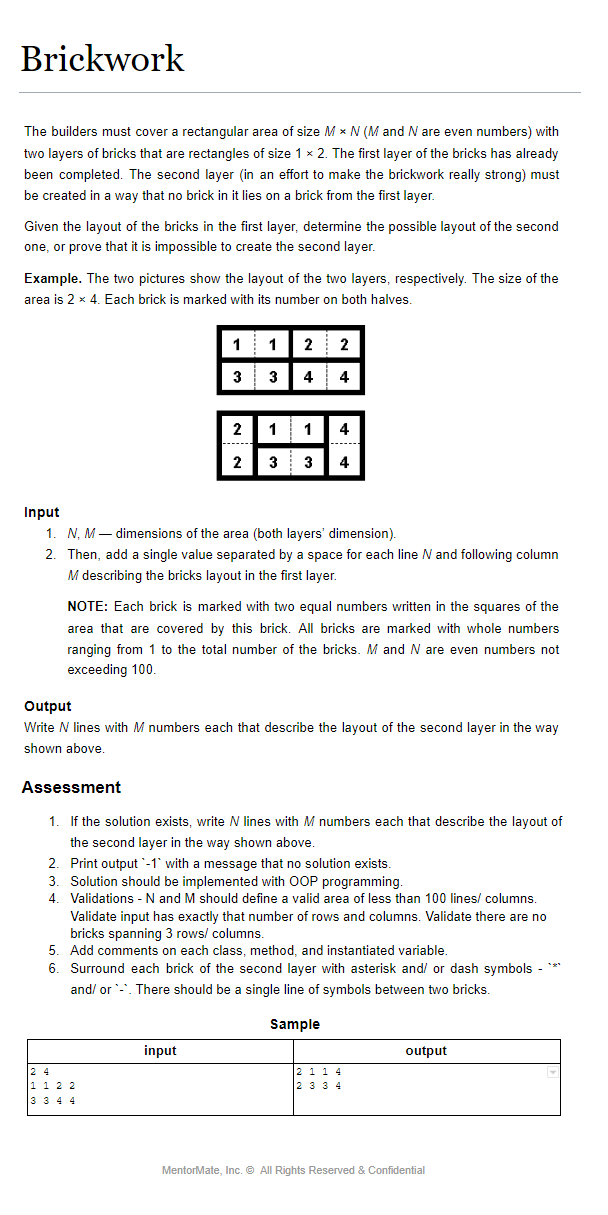 Brickwork
The builders must cover a rectangular area of size M × N (M and N are even numbers) with
two layers of bricks that are rectangles of size 1 × 2. The first layer of the bricks has already
been completed. The second layer (in an effort to make the brickwork really strong) must
be created in a way that no brick in it lies on a brick from the first layer.
Given the layout of the bricks in the first layer, determine the possible layout of the second
one, or prove that it is impossible to create the second layer.
Example. The two pictures show the layout of the two layers, respectively. The size of the
area is 2 × 4. Each brick is marked with its number on both halves.
1 1 2 2
3 3 4 4
2 1 1 4
2 3 3 4
Input
1. N, M — dimensions of the area (both layers' dimension).
2. Then, add a single value separated by a space for each line N and following column
M describing the bricks layout in the first layer.
NOTE: Each brick is marked with two equal numbers written in the squares of the
area that are covered by this brick. All bricks are marked with whole numbers
ranging from 1 to the total number of the bricks. M and N are even numbers not
exceeding 100.
Output
Write N lines with M numbers each that describe the layout of the second layer in the way
shown above.
Assessment
1. If the solution exists, write N lines with M numbers each that describe the layout of
the second layer in the way shown above.
2. Print output `-1` with a message that no solution exists.
3. Solution should be implemented with OOP programming.
4. Validations - N and M should define a valid area of less than 100 lines/ columns.
Validate input has exactly that number of rows and columns. Validate there are no
bricks spanning 3 rows/ columns.
5. Add comments on each class, method, and instantiated variable.
6. Surround each brick of the second layer with asterisk and/ or dash symbols - `*`
and/ or `-`. There should be a single line of symbols between two bricks.
Sample
input output
2 4 2 1 1 4
1 1 2 2 2 3 3 4
3 3 4 4
MentorMate, Inc. © All Rights Reserved & Confidential